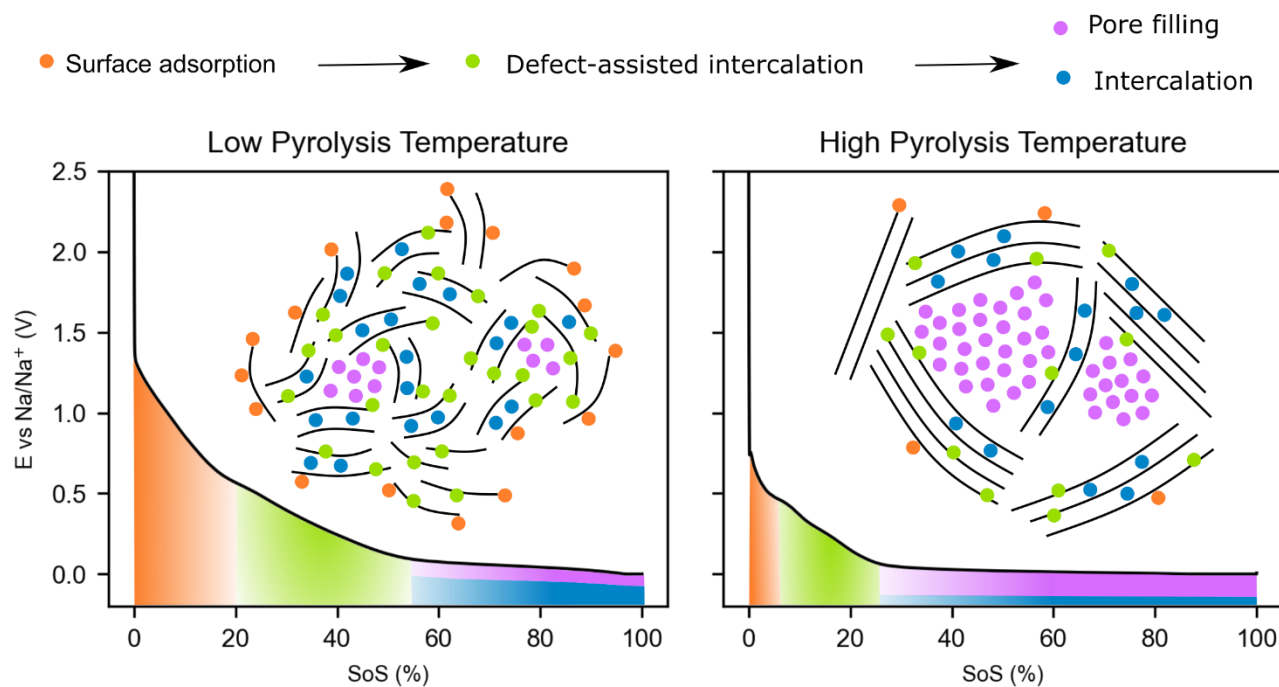 Pore filling
Surface adsorption
Defect-assisted intercalation
Intercalation
Low Pyrolysis Temperature
High Pyrolysis Temperature
E vs Na/Na⁺ (V)
2.5
2.0
1.5
1.0
0.5
0.0
0 20 40 60 80 100
0 20 40 60 80 100
SoS (%)
SoS (%)